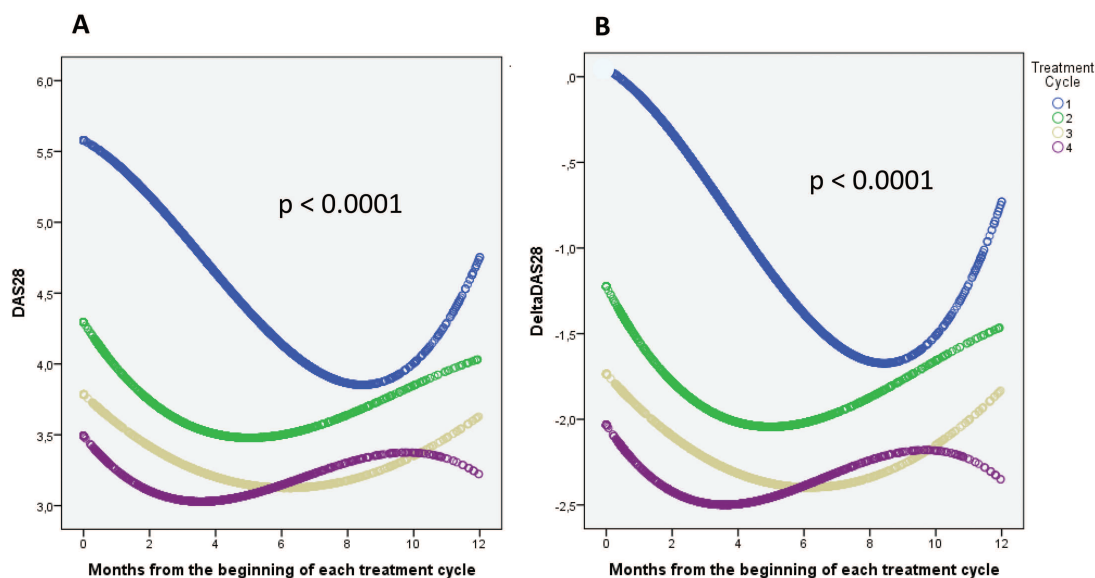 A
B
6,0
5,5
5,0
4,5
4,0
3,5
3,0
DAS28
p < 0.0001
0 2 4 6 8 10 12
Months from the beginning of each treatment cycle
,0
-,5
-1,0
-1,5
-2,0
-2,5
DeltaDAS28
p < 0.0001
0 2 4 6 8 10 12
Months from the beginning of each treatment cycle
Treatment
Cycle
1
2
3
4